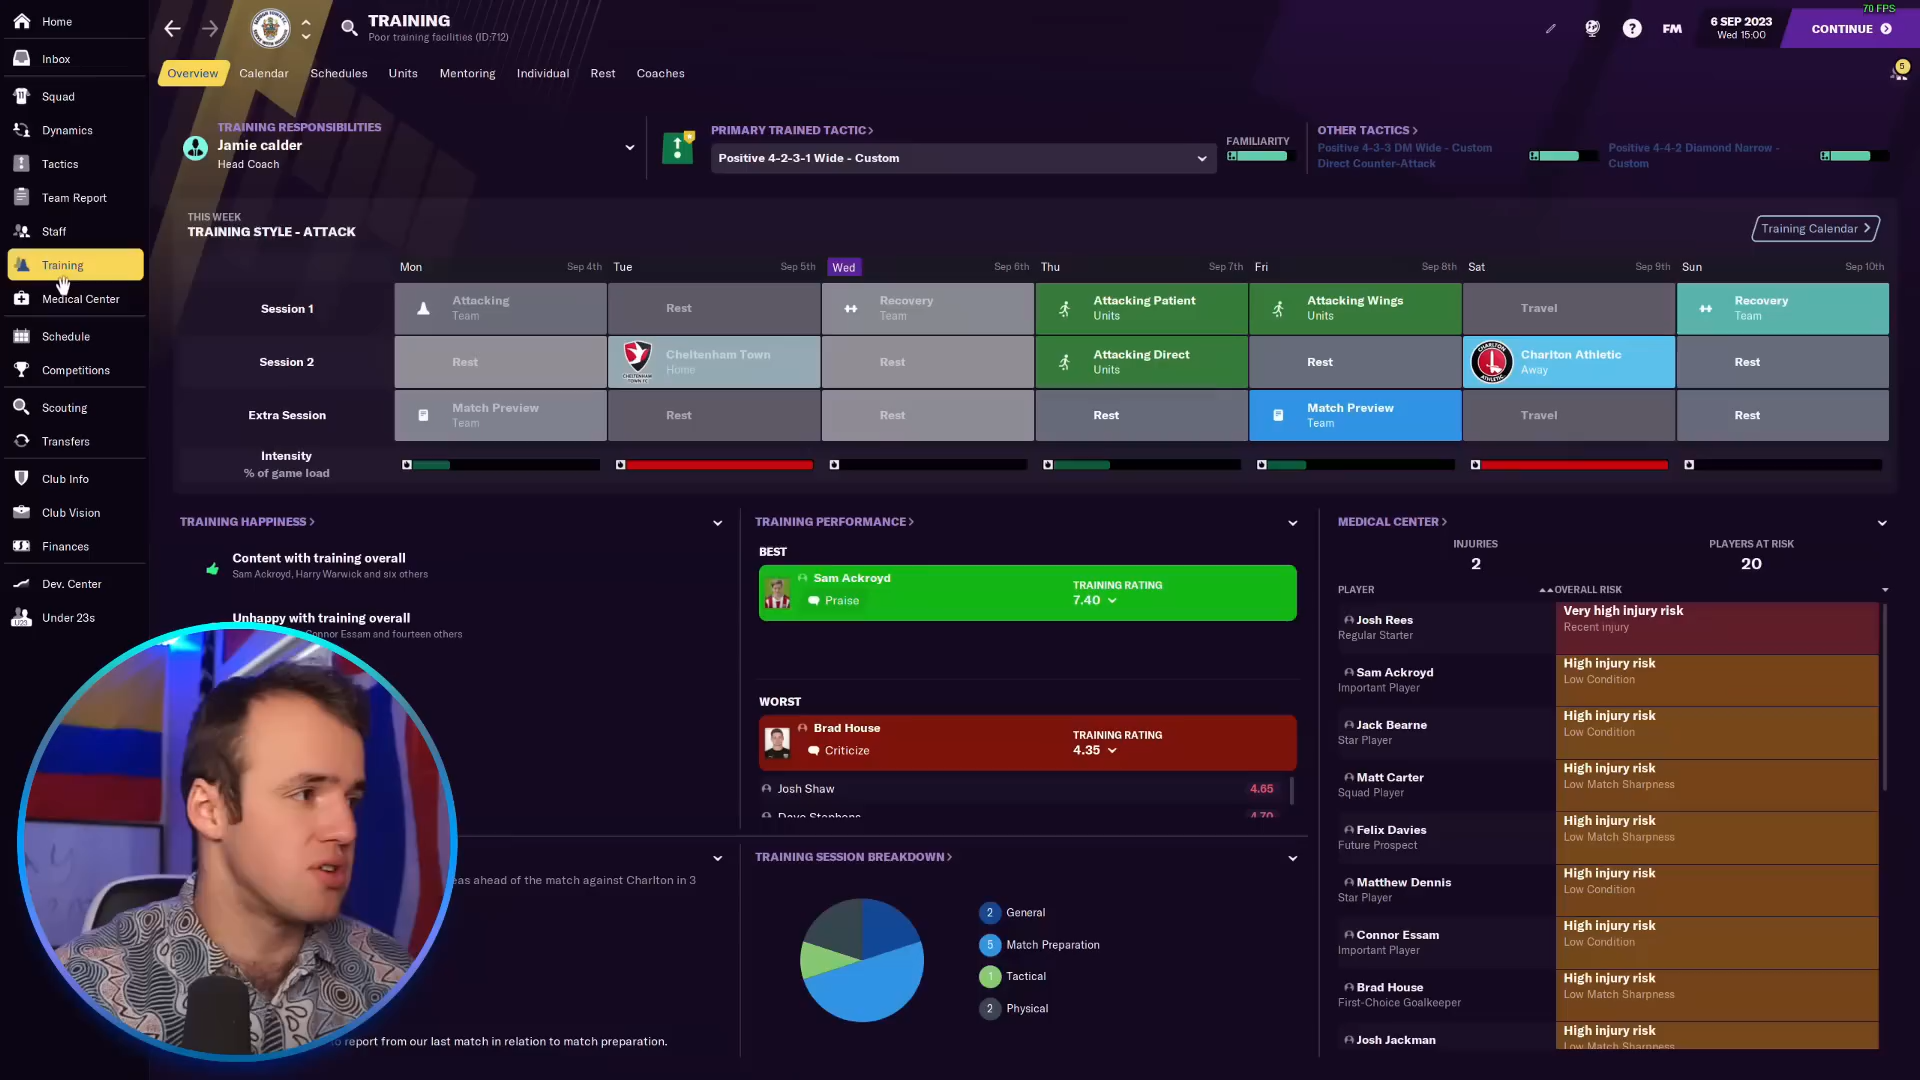 70 FPS
Home
TRAINING
Poor training facilities (ID:712)
FM
6 SEP 2023
Wed 15:00
CONTINUE
Inbox
Overview
Calendar
Schedules
Units
Mentoring
Individual
Rest
Coaches
5
Squad
Dynamics
Tactics
Team Report
Staff
Training
Medical Center
Schedule
Competitions
Scouting
Transfers
Club Info
Club Vision
Finances
Dev. Center
Under 23s
U23
TRAINING RESPONSIBILITIES
Jamie calder
Head Coach
PRIMARY TRAINED TACTIC
Positive 4-2-3-1 Wide - Custom
FAMILIARITY
OTHER TACTICS
Positive 4-3-3 DM Wide - Custom
Direct Counter-Attack
Positive 4-4-2 Diamond Narrow -
Custom
THIS WEEK
TRAINING STYLE - ATTACK
Training Calendar
Mon Sep 4th Tue Sep 5th Wed Sep 6th Thu Sep 7th Fri Sep 8th Sat Sep 9th Sun Sep 10th
Session 1
Attacking
Team
Rest
Recovery
Team
Attacking Patient
Units
Attacking Wings
Units
Travel
Recovery
Team
Session 2
Rest
CHELTENHAM
TOWN FC
Cheltenham Town
Home
Rest
Attacking Direct
Units
Rest
CHARLTON
ATHLETIC
Charlton Athletic
Away
Rest
Extra Session
Match Preview
Team
Rest
Rest
Rest
Match Preview
Team
Travel
Rest
Intensity
% of game load
TRAINING HAPPINESS
Content with training overall
Sam Ackroyd, Harry Warwick and six others
Unhappy with training overall
Connor Essam and fourteen others
TRAINING PERFORMANCE
BEST
Sam Ackroyd
Praise
TRAINING RATING
7.40
WORST
Brad House
Criticize
TRAINING RATING
4.35
Josh Shaw 4.65
Dave Stephens 4.70
MEDICAL CENTER
INJURIES
2
PLAYERS AT RISK
20
PLAYER
OVERALL RISK
Josh Rees
Regular Starter
Very high injury risk
Recent injury
Sam Ackroyd
Important Player
High injury risk
Low Condition
Jack Bearne
Star Player
High injury risk
Low Condition
Matt Carter
Squad Player
High injury risk
Low Match Sharpness
Felix Davies
Future Prospect
High injury risk
Low Match Sharpness
Matthew Dennis
Star Player
High injury risk
Low Condition
Connor Essam
Important Player
High injury risk
Low Condition
Brad House
First-Choice Goalkeeper
High injury risk
Low Match Sharpness
Josh Jackman
High injury risk
Low Match Sharpness
eas ahead of the match against Charlton in 3
o report from our last match in relation to match preparation.
TRAINING SESSION BREAKDOWN
2 General
5 Match Preparation
1 Tactical
2 Physical